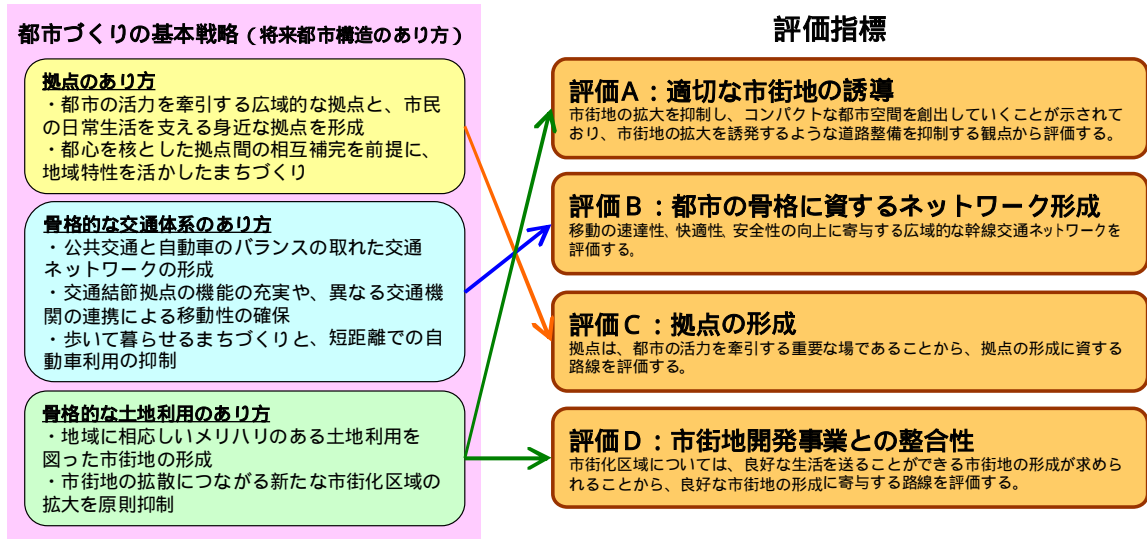 都市づくりの基本戦略（将来都市構造のあり方）
拠点のあり方
・都市の活力を牽引する広域的な拠点と、市民
の日常生活を支える身近な拠点を形成
・都心を核とした拠点間の相互補完を前提に、
地域特性を活かしたまちづくり
骨格的な交通体系のあり方
・公共交通と自動車のバランスの取れた交通
ネットワークの形成
・交通結節拠点の機能の充実や、異なる交通機
関の連携による移動性の確保
・歩いて暮らせるまちづくりと、短距離での自
動車利用の抑制
骨格的な土地利用のあり方
・地域に相応しいメリハリのある土地利用を
図った市街地の形成
・市街地の拡散につながる新たな市街化区域の
拡大を原則抑制
評価指標
評価A：適切な市街地の誘導
市街地の拡大を抑制し、コンパクトな都市空間を創出していくことが示されて
おり、市街地の拡大を誘発するような道路整備を抑制する観点から評価する。
評価B：都市の骨格に資するネットワーク形成
移動の速達性、快適性、安全性の向上に寄与する広域的な幹線交通ネットワークを
評価する。
評価C：拠点の形成
拠点は、都市の活力を牽引する重要な場であることから、拠点の形成に資する
路線を評価する。
評価D：市街地開発事業との整合性
市街化区域については、良好な生活を送ることができる市街地の形成が求めら
れることから、良好な市街地の形成に寄与する路線を評価する。